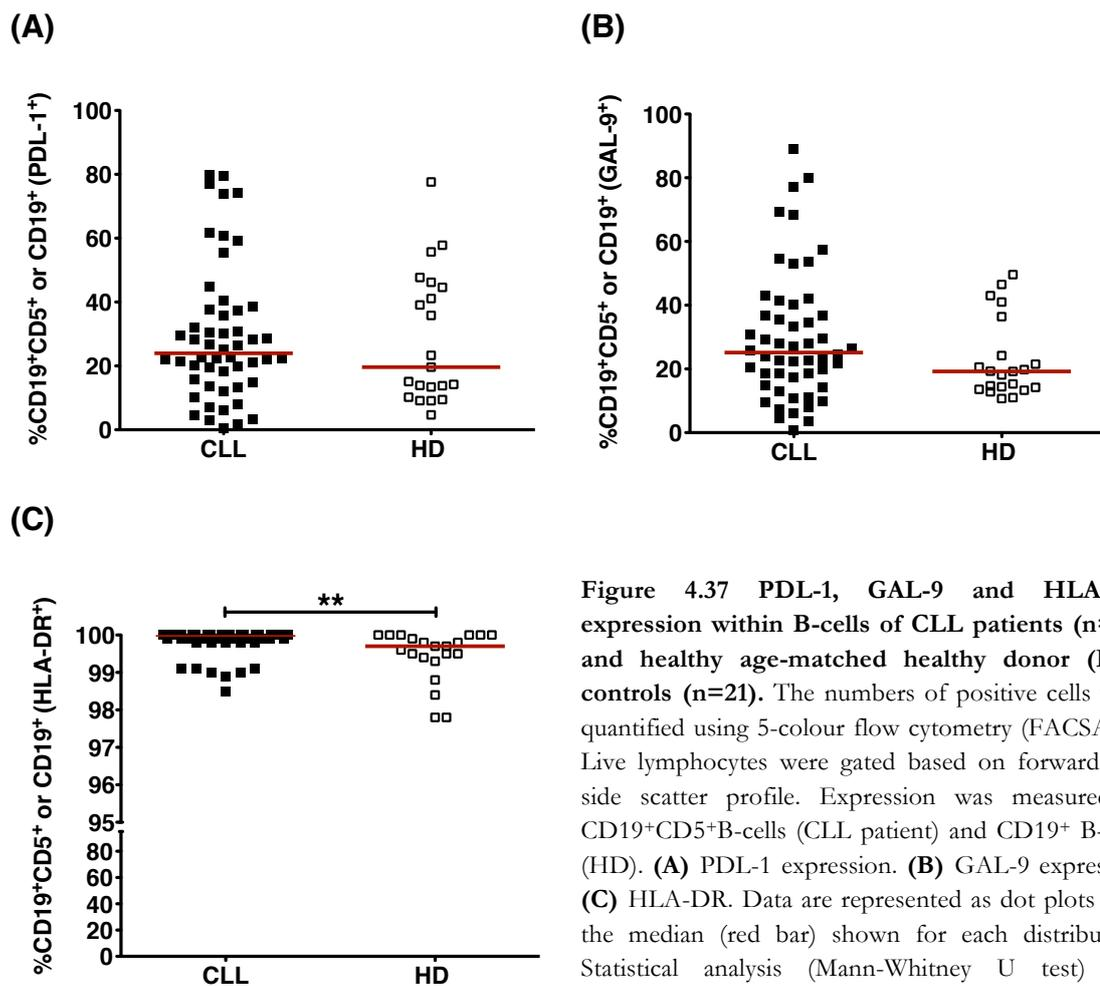 (A)
%CD19+CD5+ or CD19+ (PDL-1+)
100
80
60
40
20
0
CLL
HD
(B)
%CD19+CD5+ or CD19+ (GAL-9+)
100
80
60
40
20
0
CLL
HD
(C)
%CD19+CD5+ or CD19+ (HLA-DR+)
**
100
99
98
97
96
95
80
60
40
20
0
CLL
HD
Figure 4.37 PDL-1, GAL-9 and HLA
expression within B-cells of CLL patients (n
and healthy age-matched healthy donor (
controls (n=21). The numbers of positive cells
quantified using 5-colour flow cytometry (FACSA
Live lymphocytes were gated based on forward
side scatter profile. Expression was measure
CD19+CD5+B-cells (CLL patient) and CD19+ B-
(HD). (A) PDL-1 expression. (B) GAL-9 expre
(C) HLA-DR. Data are represented as dot plots
the median (red bar) shown for each distribu
Statistical analysis (Mann-Whitney U test)